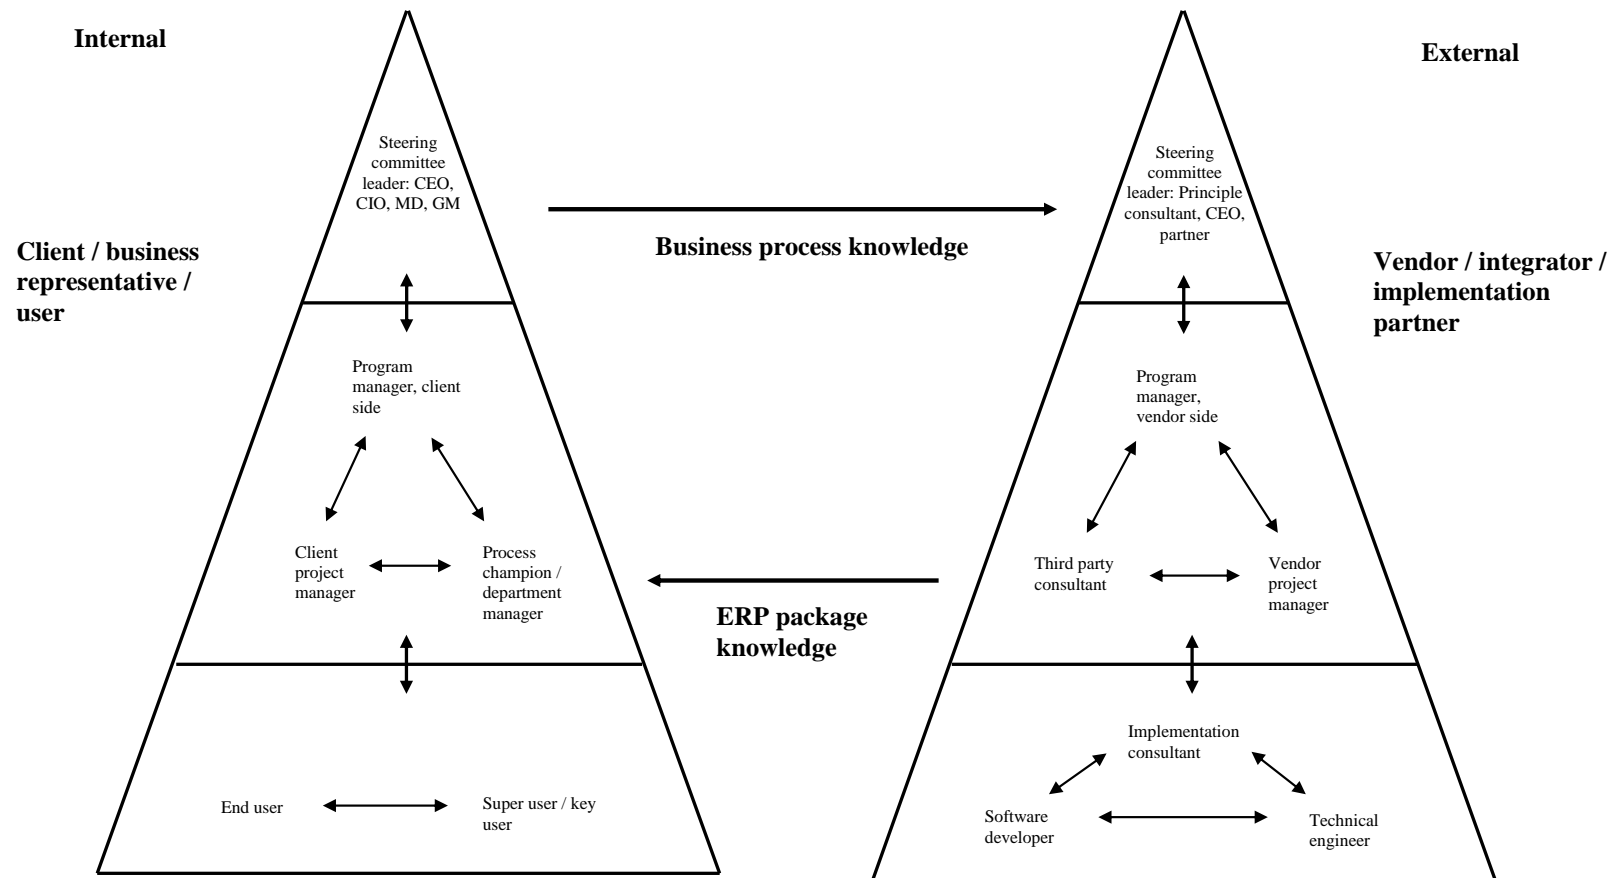 Internal
External
Steering
committee
leader: CEO,
CIO, MD, GM
Steering
committee
leader: Principle
consultant, CEO,
partner
Business process knowledge
Client / business
representative /
user
Vendor / integrator /
implementation
partner
Program
manager, client
side
Program
manager,
vendor side
Client
project
manager
Process
champion /
department
manager
Third party
consultant
Vendor
project
manager
ERP package
knowledge
End user
Super user / key
user
Implementation
consultant
Software
developer
Technical
engineer